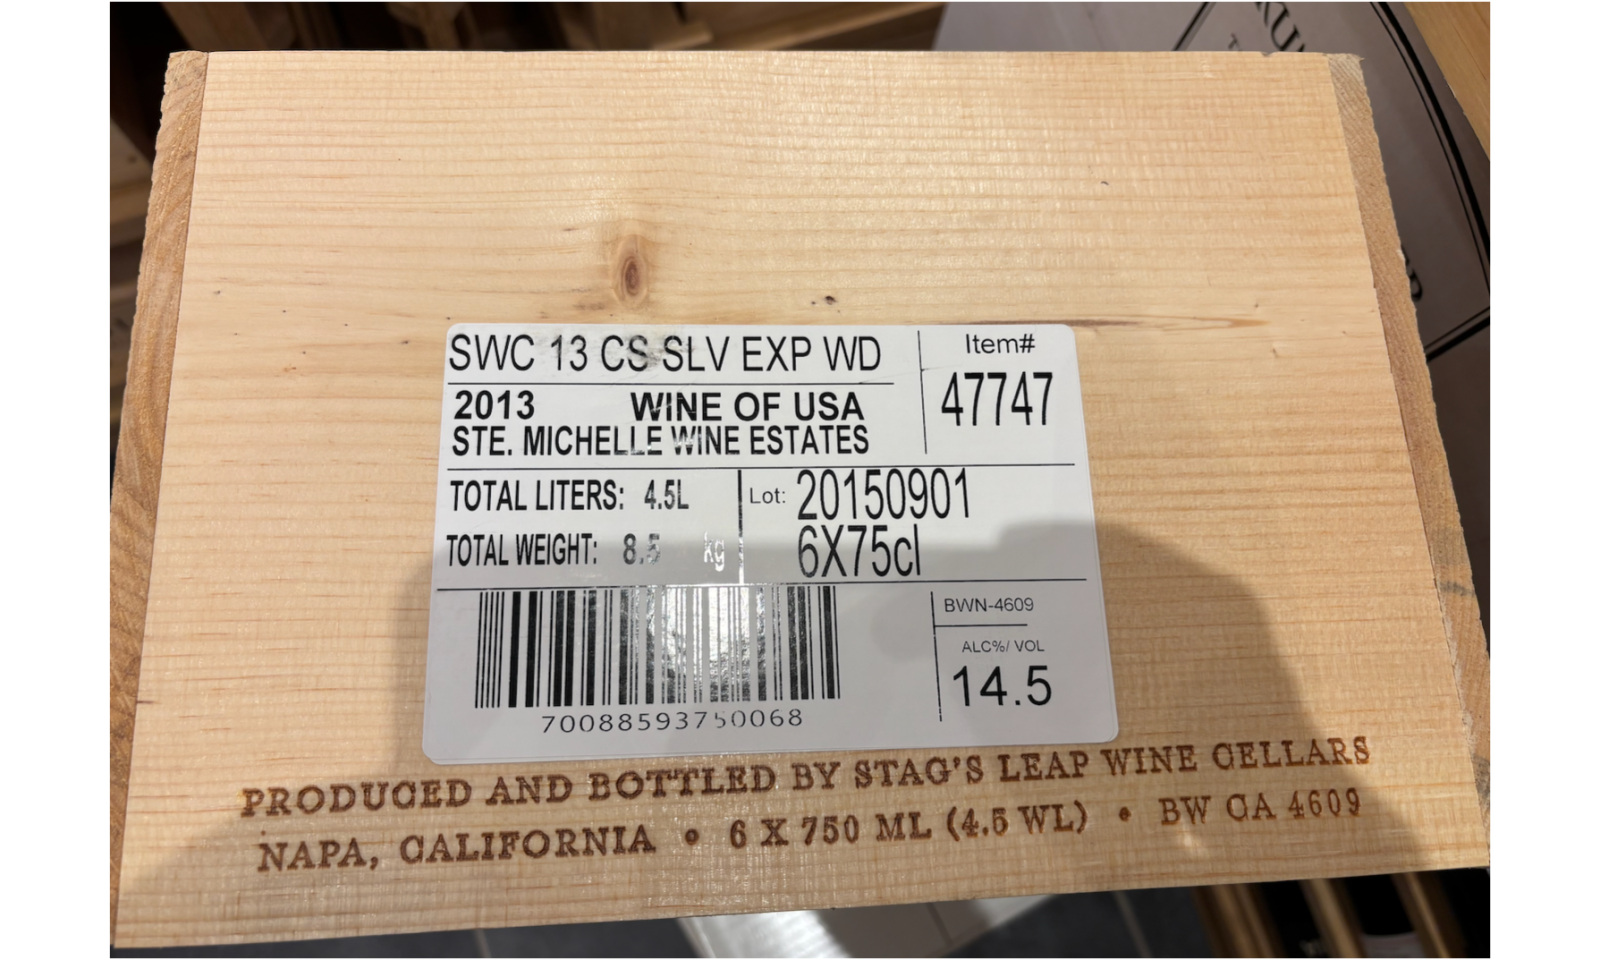 SWC 13 CS SLV EXP WD
Item#
47747
2013 WINE OF USA
STE. MICHELLE WINE ESTATES
TOTAL LITERS: 4.5L
Lot: 20150901
TOTAL WEIGHT: 8.5 kg
6X75cl
BWN-4609
ALC%/ VOL
14.5
70088593750068
PRODUCED AND BOTTLED BY STAG'S LEAP WINE CELLARS
NAPA, CALIFORNIA • 6 X 750 ML (4.5 WL) • BW CA 4609